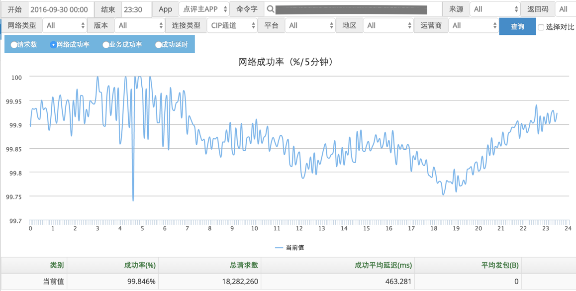 开始 2016-09-30 00:00 结束 23:30 App 点评主APP 命令字 来源 All 返回码 All
网络类型 All 版本 All 连接类型 CIP通道 平台 All 地区 All 运营商 All 查询 选择对比
请求数 网络成功率 业务成功率 成功延时
网络成功率（%/5分钟）
100
99.95
99.9
99.85
99.8
99.75
99.7
0 1 2 3 4 5 6 7 8 9 10 11 12 13 14 15 16 17 18 19 20 21 22 23 24
当前值
类别 成功率(%) 总请求数 成功平均延迟(ms) 平均发包(B)
当前值 99.846% 18,282,260 463.281 0